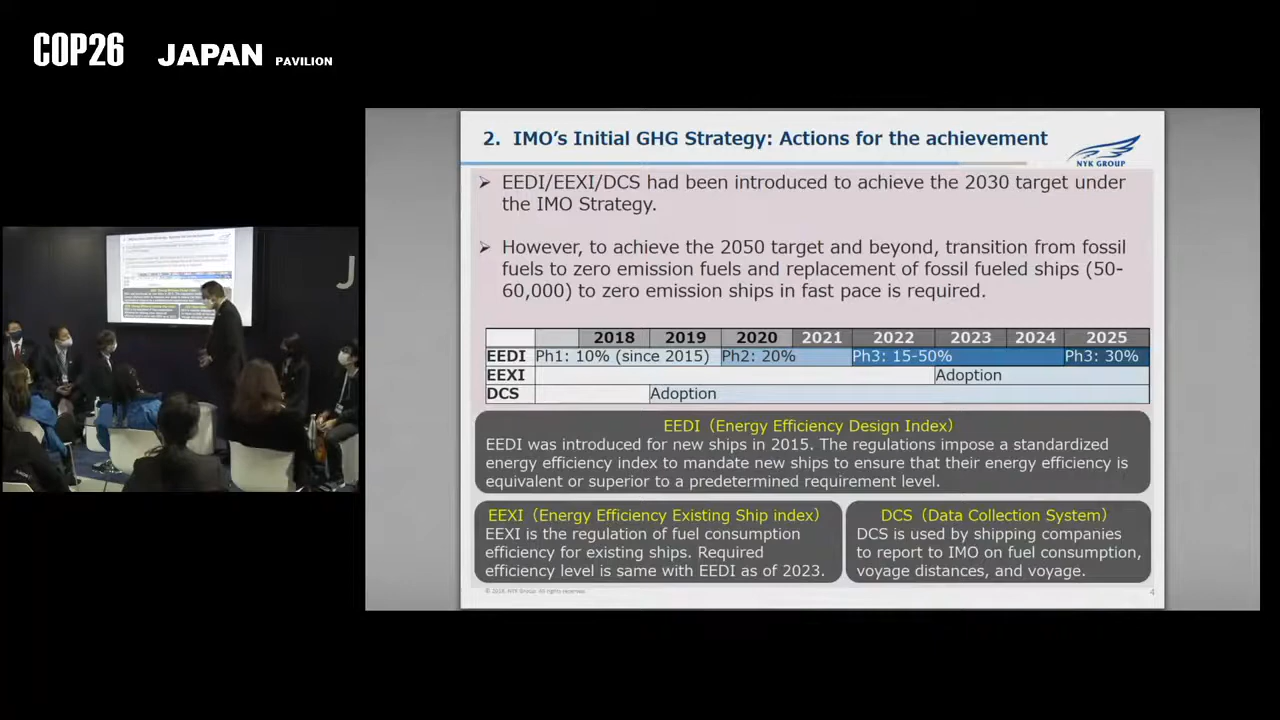 COP26 JAPAN PAVILION
2. IMO's Initial GHG Strategy: Actions for the achievement
NYK GROUP
➢ EEDI/EEXI/DCS had been introduced to achieve the 2030 target under
the IMO Strategy.
➢ However, to achieve the 2050 target and beyond, transition from fossil
fuels to zero emission fuels and replacement of fossil fueled ships (50-
60,000) to zero emission ships in fast pace is required.
2018 2019 2020 2021 2022 2023 2024 2025
EEDI Ph1: 10% (since 2015) Ph2: 20% Ph3: 15-50% Ph3: 30%
EEXI Adoption
DCS Adoption
EEDI (Energy Efficiency Design Index)
EEDI was introduced for new ships in 2015. The regulations impose a standardized
energy efficiency index to mandate new ships to ensure that their energy efficiency is
equivalent or superior to a predetermined requirement level.
EEXI (Energy Efficiency Existing Ship index)
EEXI is the regulation of fuel consumption
efficiency for existing ships. Required
efficiency level is same with EEDI as of 2023.
DCS (Data Collection System)
DCS is used by shipping companies
to report to IMO on fuel consumption,
voyage distances, and voyage.
© 2018. NYK Group. All rights reserved.
4
J